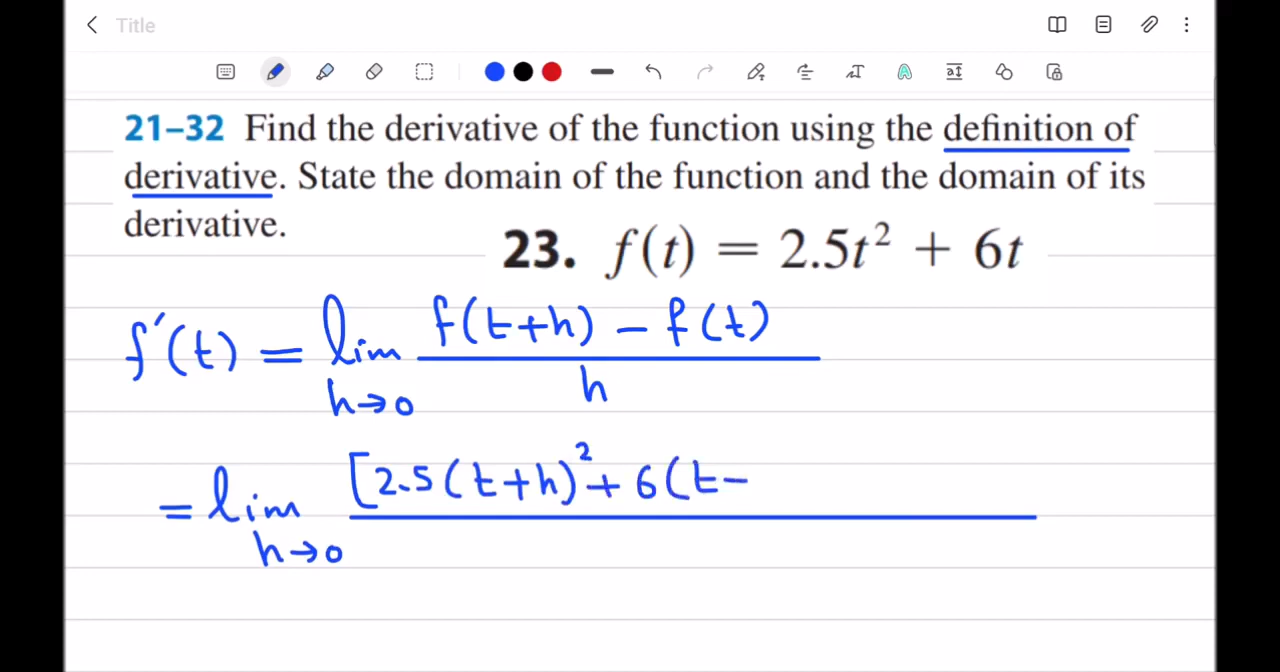 Title
21–32 Find the derivative of the function using the definition of
derivative. State the domain of the function and the domain of its
derivative.
23. f(t) = 2.5t² + 6t
f′(t) = lim h→0 f(t+h) − f(t) / h
= lim h→0 [2.5(t+h)² + 6(t−